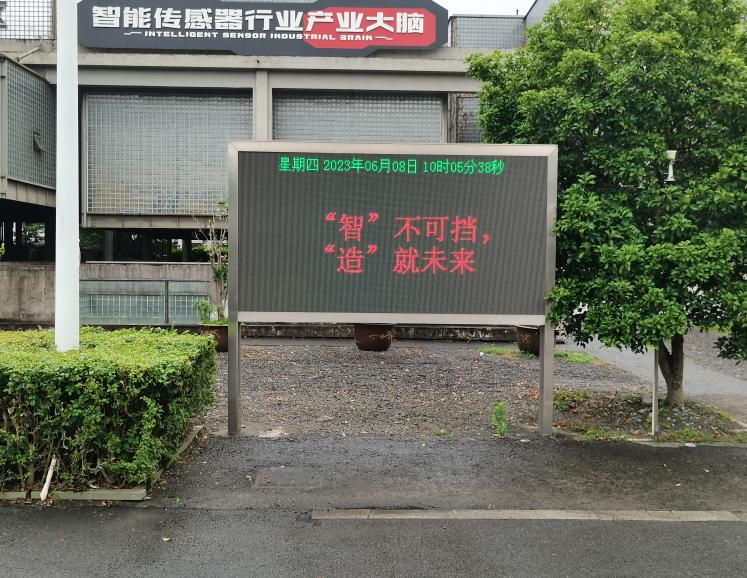 智能传感器行业产业大脑
INTELLIGENT SENSOR INDUSTRIAL BRAIN
星期四 2023年06月08日 10时05分38秒
“智”不可挡，
“造”就未来